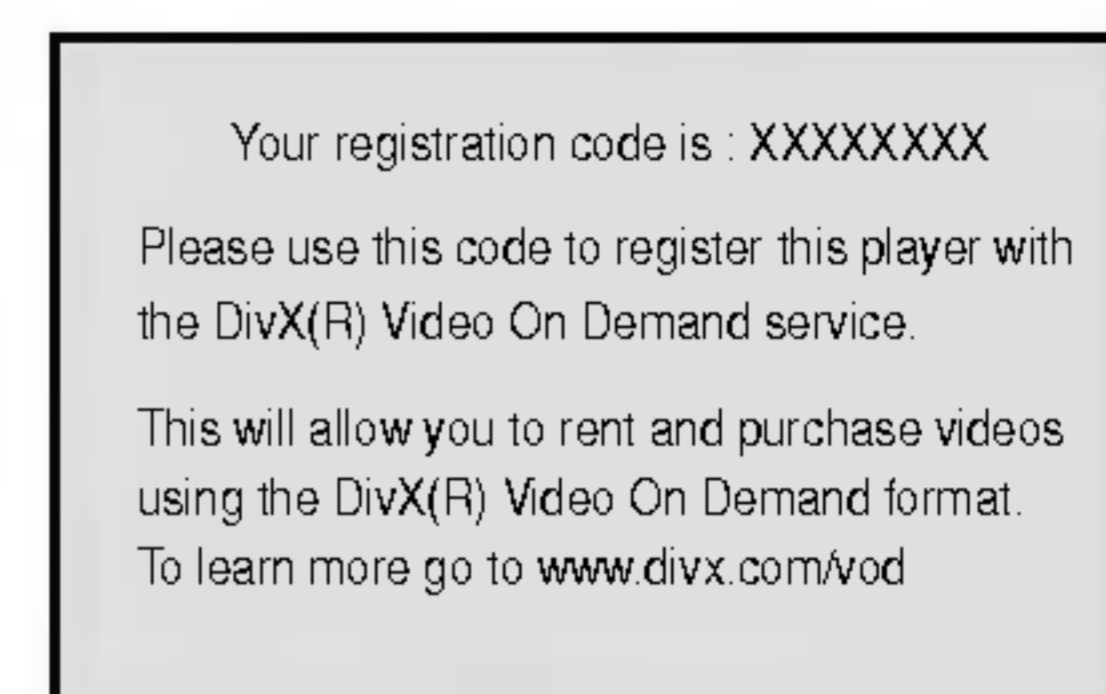 Your registration code is : XXXXXXXX
Please use this code to register this player with
the DivX(R) Video On Demand service.
This will allow you to rent and purchase videos
using the DivX(R) Video On Demand format.
To learn more go to www.divx.com/vod